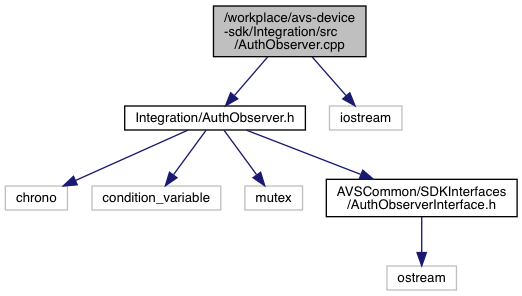 /workplace/avs-device
-sdk/Integration/src
/AuthObserver.cpp
Integration/AuthObserver.h
iostream
chrono
condition_variable
mutex
AVSCommon/SDKInterfaces
/AuthObserverInterface.h
ostream